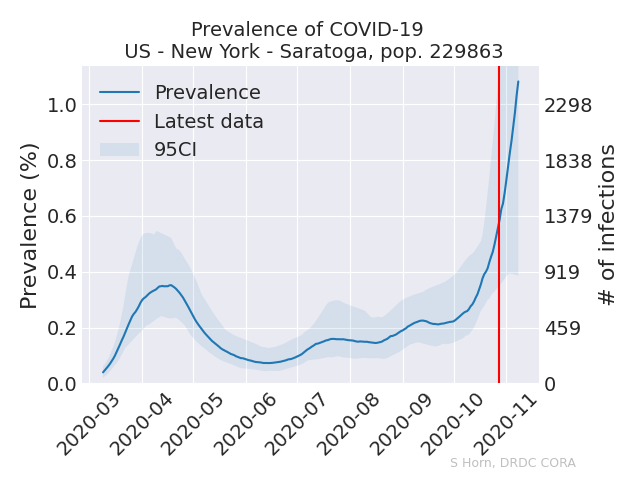 Prevalence of COVID-19
US - New York - Saratoga, pop. 229863
Prevalence
Latest data
95CI
Prevalence (%)
1.0
0.8
0.6
0.4
0.2
0.0
2298
1838
1379
919
459
0
# of infections
2020-03
2020-04
2020-05
2020-06
2020-07
2020-08
2020-09
2020-10
2020-11
S Horn, DRDC CORA